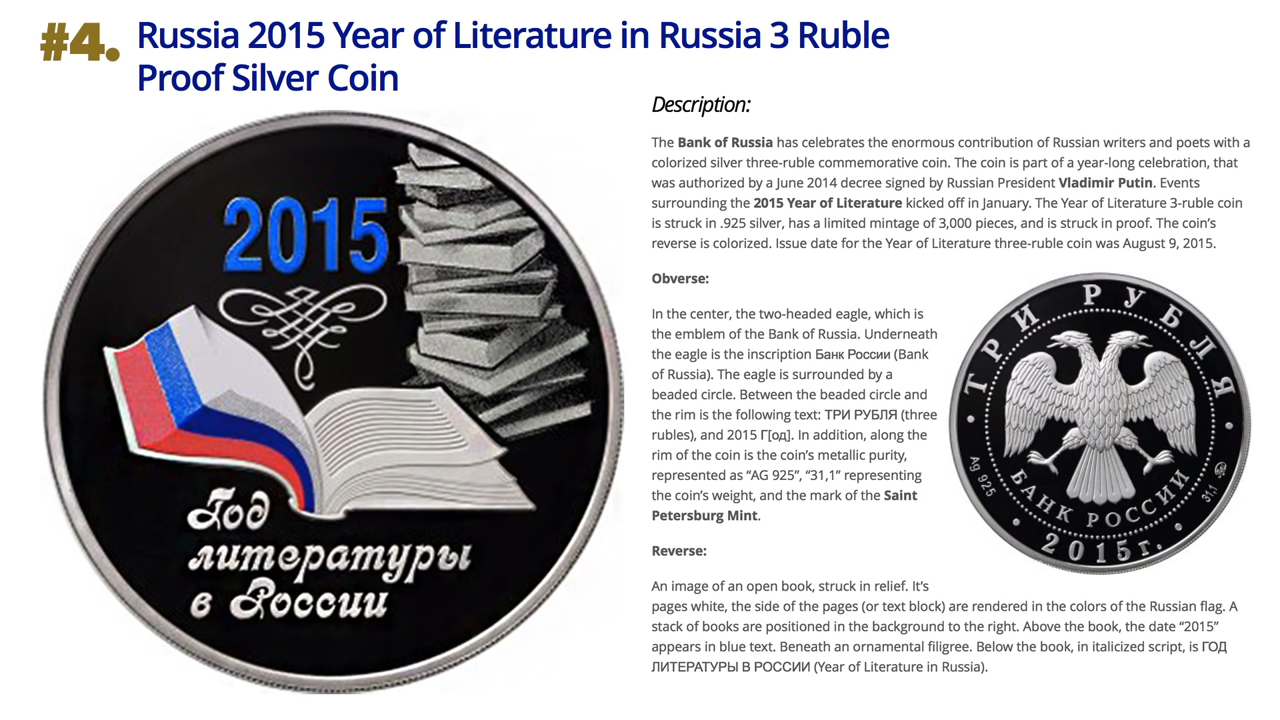 #4. Russia 2015 Year of Literature in Russia 3 Ruble
Proof Silver Coin
2015
Год
литературы
в России
Description:
The Bank of Russia has celebrates the enormous contribution of Russian writers and poets with a
colorized silver three-ruble commemorative coin. The coin is part of a year-long celebration, that
was authorized by a June 2014 decree signed by Russian President Vladimir Putin. Events
surrounding the 2015 Year of Literature kicked off in January. The Year of Literature 3-ruble coin
is struck in .925 silver, has a limited mintage of 3,000 pieces, and is struck in proof. The coin’s
reverse is colorized. Issue date for the Year of Literature three-ruble coin was August 9, 2015.
Obverse:
In the center, the two-headed eagle, which is
the emblem of the Bank of Russia. Underneath
the eagle is the inscription Банк России (Bank
of Russia). The eagle is surrounded by a
beaded circle. Between the beaded circle and
the rim is the following text: ТРИ РУБЛЯ (three
rubles), and 2015 Г[од]. In addition, along the
rim of the coin is the coin’s metallic purity,
represented as “AG 925”, “31,1” representing
the coin’s weight, and the mark of the Saint
Petersburg Mint.
ТРИ РУБЛЯ
Ag 925
БАНК РОССИИ
31,1
2015 г.
Reverse:
An image of an open book, struck in relief. It’s
pages white, the side of the pages (or text block) are rendered in the colors of the Russian flag. A
stack of books are positioned in the background to the right. Above the book, the date “2015”
appears in blue text. Beneath an ornamental filigree. Below the book, in italicized script, is ГОД
ЛИТЕРАТУРЫ В РОССИИ (Year of Literature in Russia).